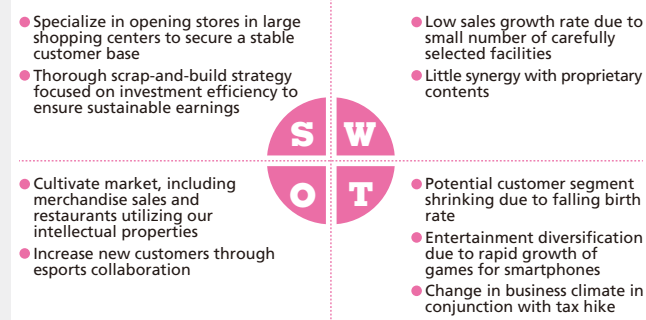 ● Specialize in opening stores in large
shopping centers to secure a stable
customer base
● Thorough scrap-and-build strategy
focused on investment efficiency to
ensure sustainable earnings
● Low sales growth rate due to
small number of carefully
selected facilities
● Little synergy with proprietary
contents
S W
O T
● Cultivate market, including
merchandise sales and
restaurants utilizing our
intellectual properties
● Increase new customers through
esports collaboration
● Potential customer segment
shrinking due to falling birth
rate
● Entertainment diversification
due to rapid growth of
games for smartphones
● Change in business climate in
conjunction with tax hike